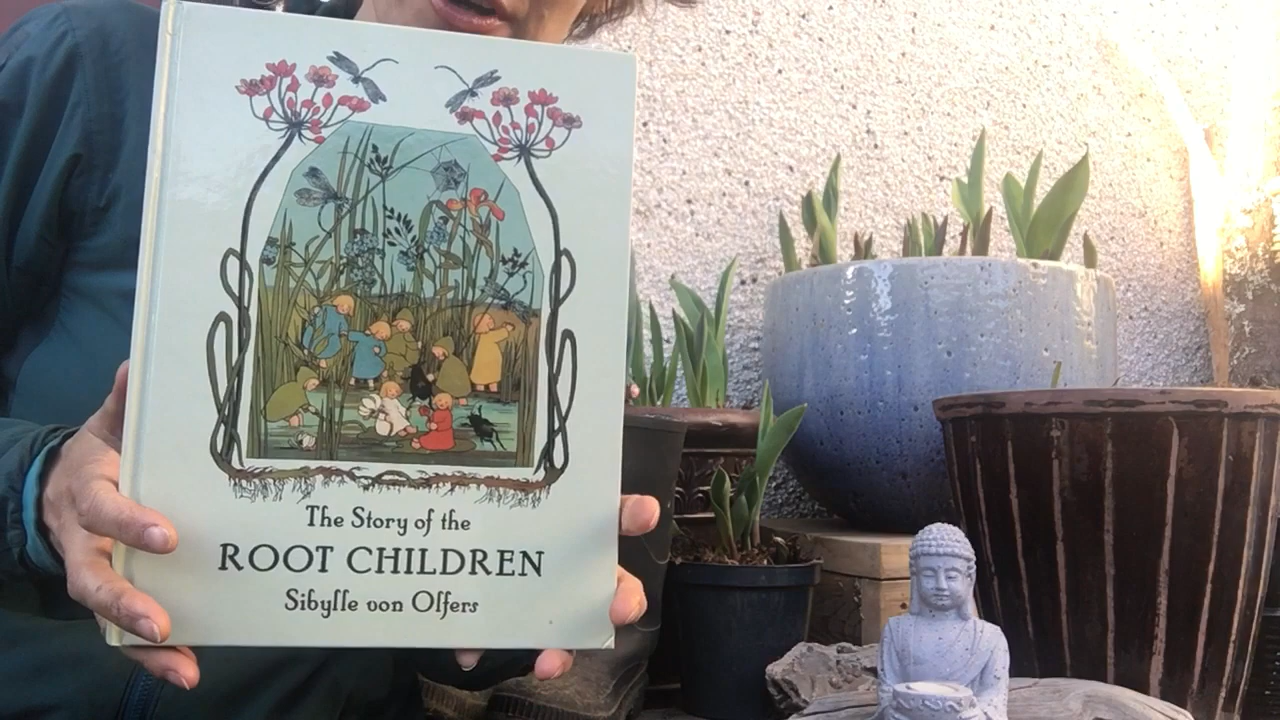 The Story of the
ROOT CHILDREN
Sibylle von Olfers